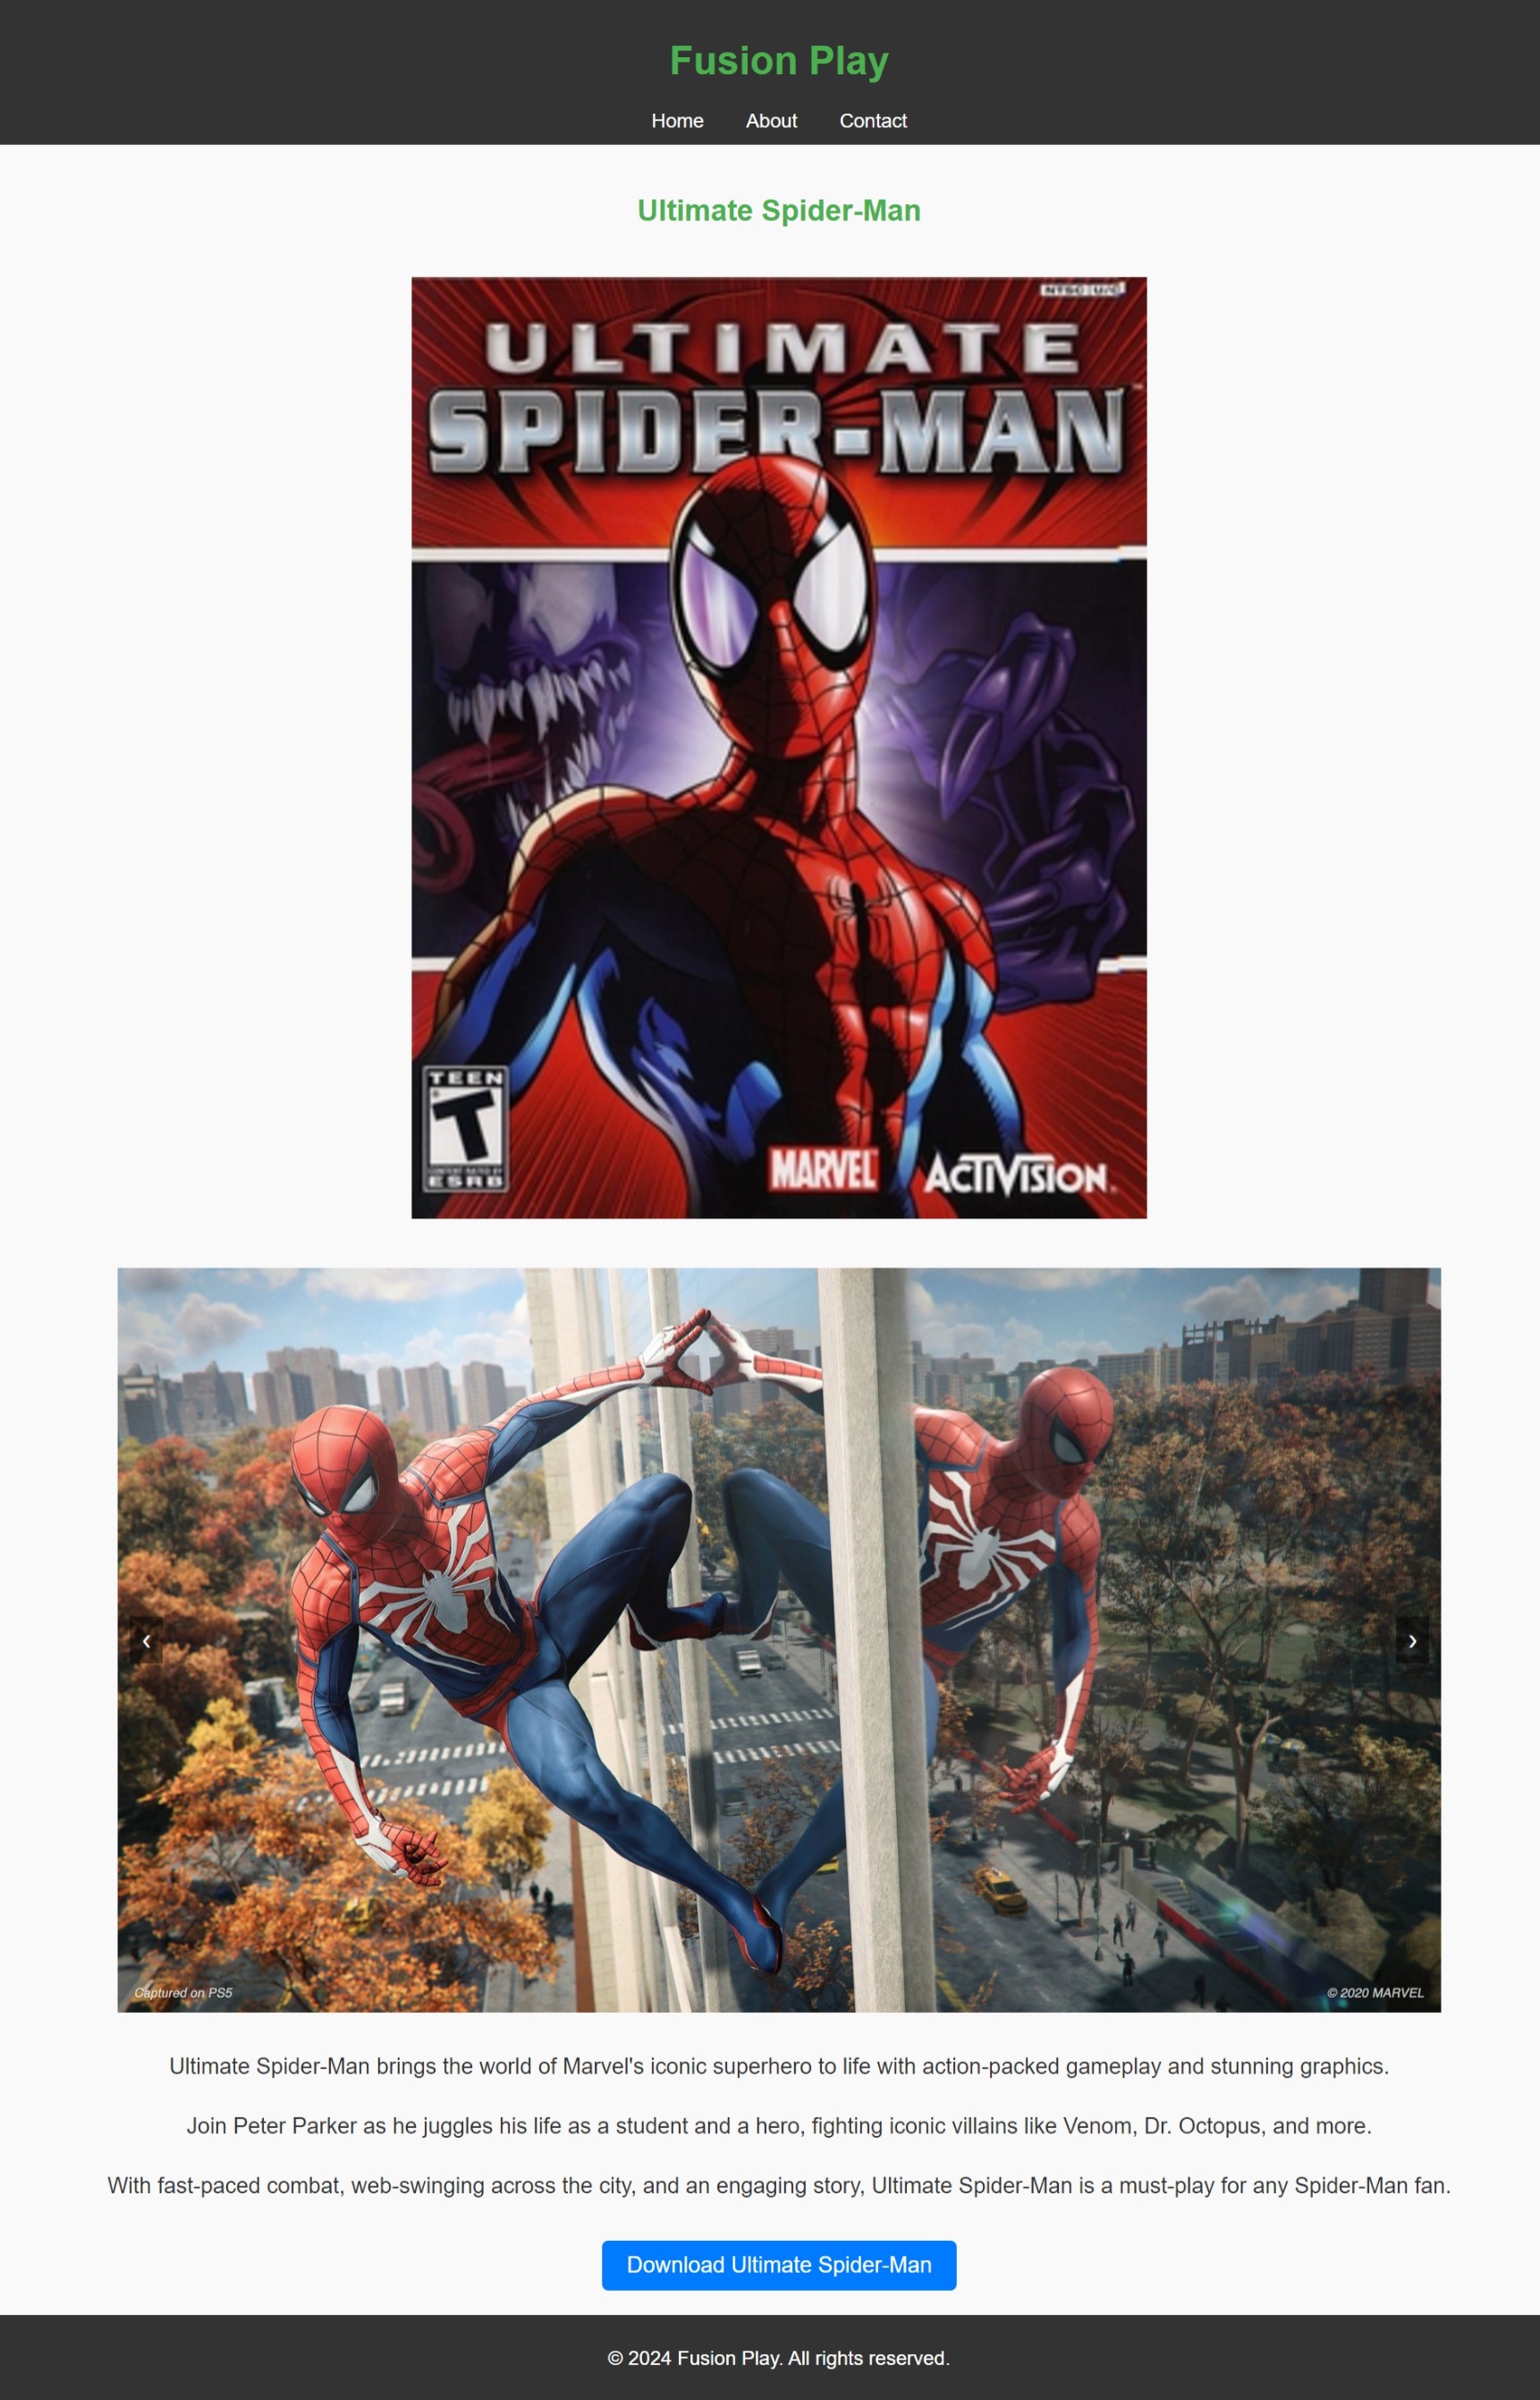 Fusion Play
Home About Contact
Ultimate Spider-Man
NTSC U/C
ULTIMATE
SPIDER-MAN
TEEN
T
CONTENT RATED BY
ESRB
MARVEL
ACTIVISION.
‹ ›
Captured on PS5 © 2020 MARVEL
Ultimate Spider-Man brings the world of Marvel's iconic superhero to life with action-packed gameplay and stunning graphics.
Join Peter Parker as he juggles his life as a student and a hero, fighting iconic villains like Venom, Dr. Octopus, and more.
With fast-paced combat, web-swinging across the city, and an engaging story, Ultimate Spider-Man is a must-play for any Spider-Man fan.
Download Ultimate Spider-Man
© 2024 Fusion Play. All rights reserved.